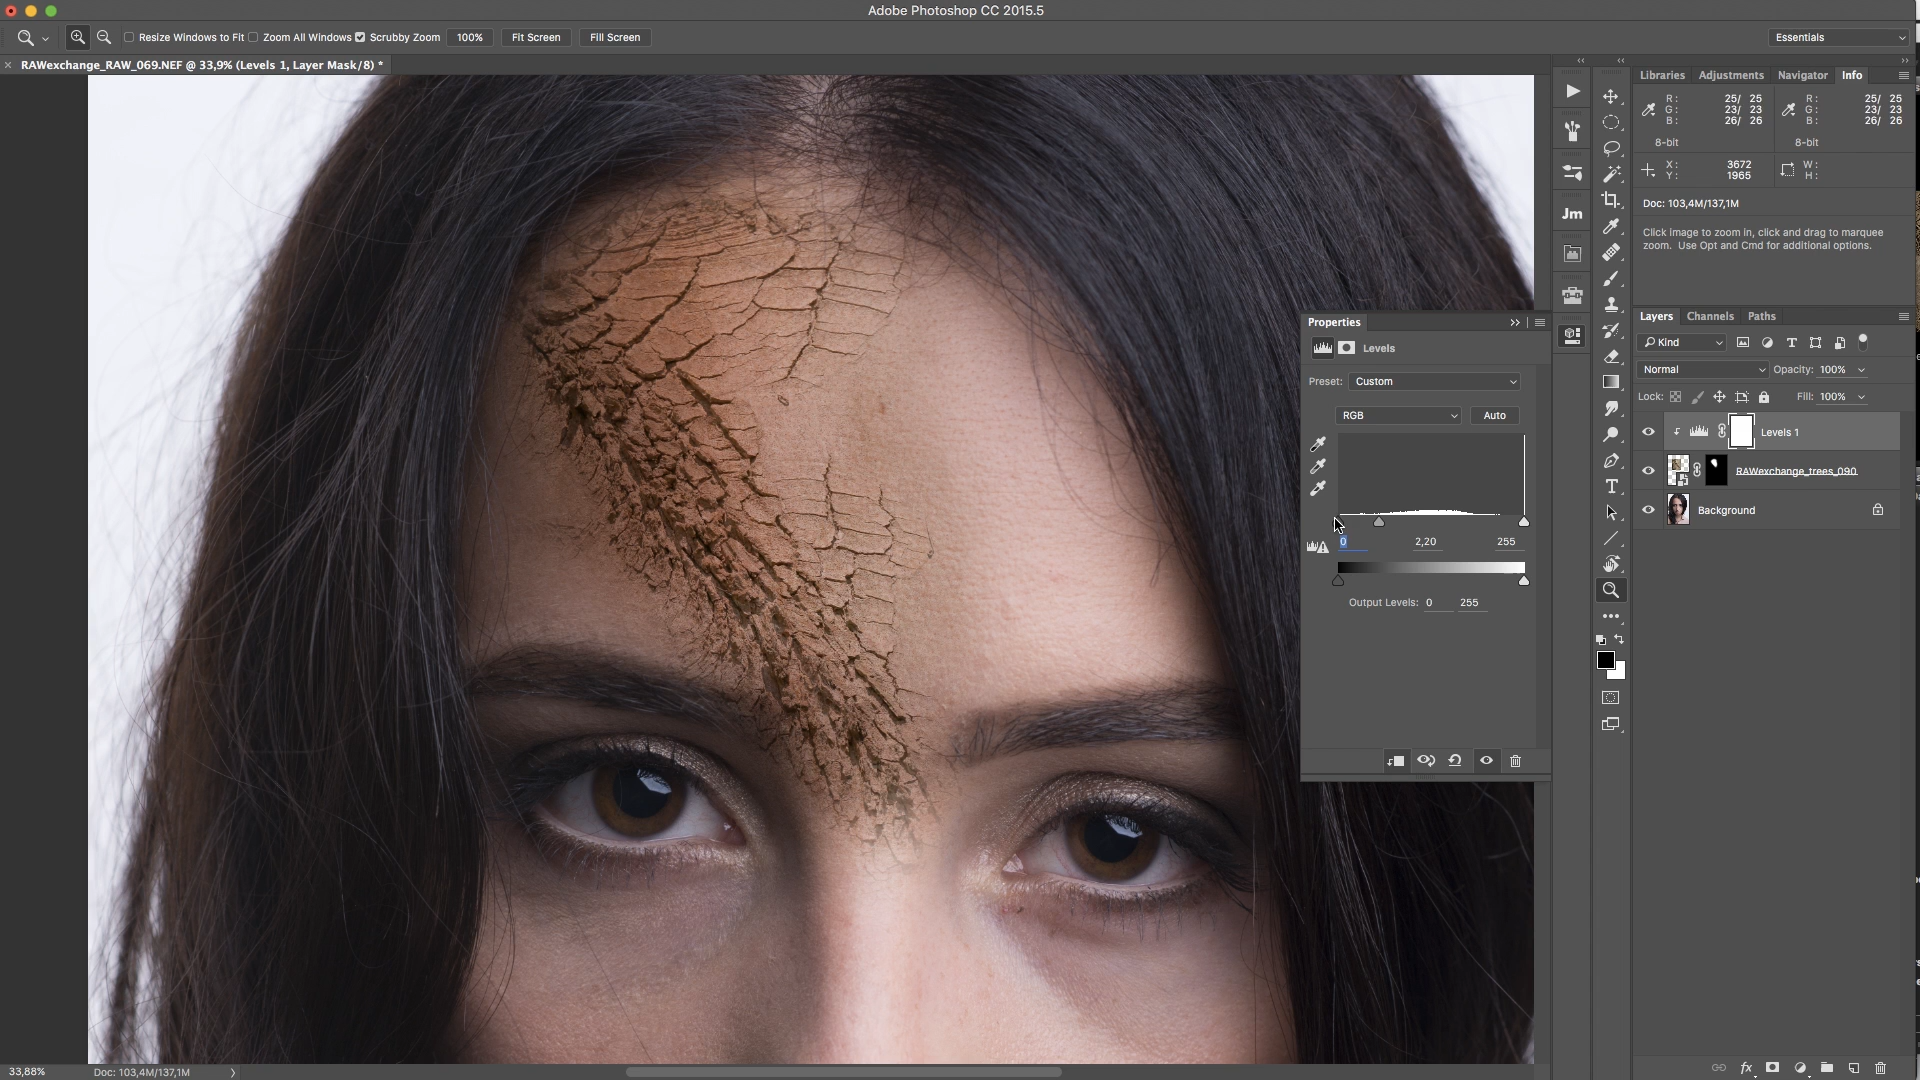 Adobe Photoshop CC 2015.5
Resize Windows to Fit
Zoom All Windows
Scrubby Zoom
100%
Fit Screen
Fill Screen
Essentials
RAWexchange_RAW_069.NEF @ 33,9% (Levels 1, Layer Mask/8) *
Libraries
Adjustments
Navigator
Info
R: 25/ 25
G: 23/ 23
B: 26/ 26
8-bit
R: 25/ 25
G: 23/ 23
B: 26/ 26
8-bit
X: 3672
Y: 1965
W:
H:
Doc: 103,4M/137,1M
Click image to zoom in, click and drag to marquee
zoom. Use Opt and Cmd for additional options.
Jm
Layers
Channels
Paths
Kind
Normal
Opacity: 100%
Lock:
Fill: 100%
Levels 1
RAWexchange_trees_090
Background
Properties
Levels
Preset: Custom
RGB
Auto
0
2,20
255
Output Levels: 0 255
33,88%
Doc: 103,4M/137,1M
fx